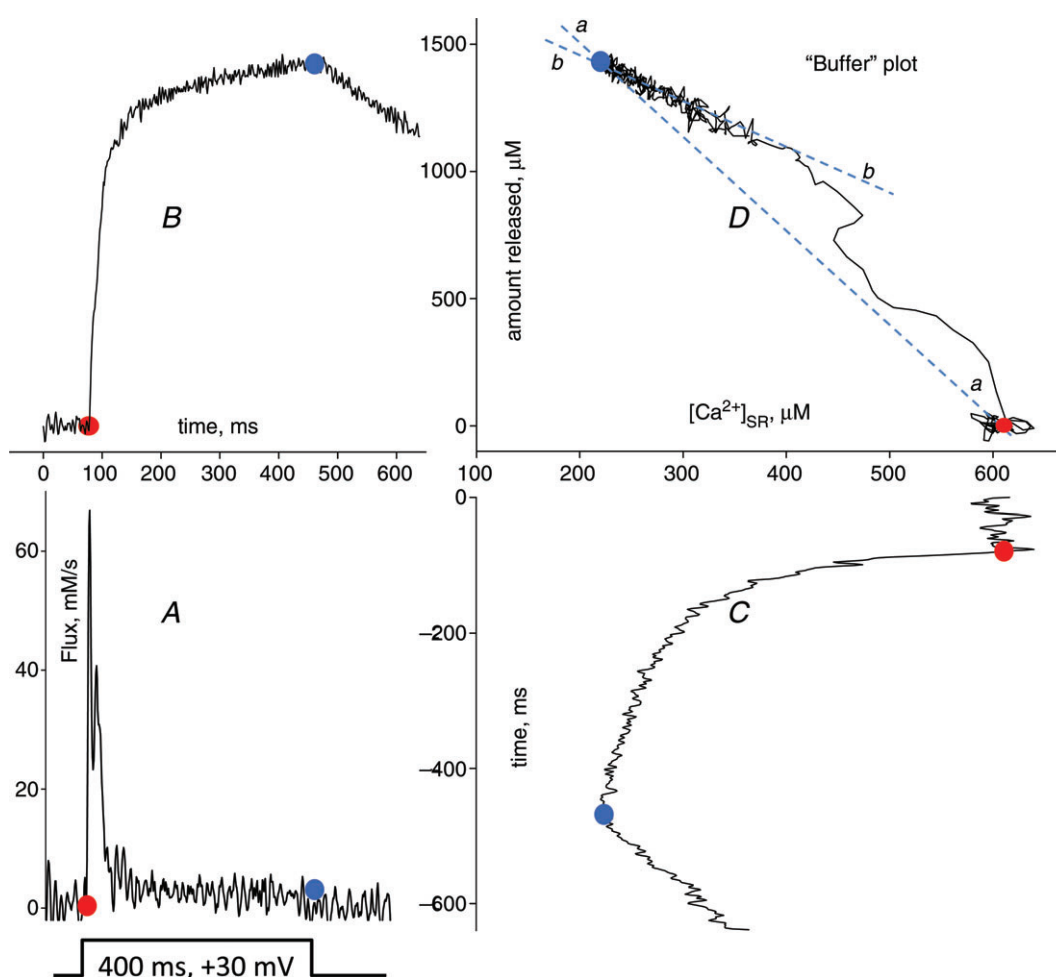 a
1500
b
"Buffer" plot
1000
b
B
D
amount released, μM
500
a
[Ca²⁺]SR, μM
0
time, ms
0 100 200 300 400 500 600
100 200 300 400 500 600
0
60
Flux, mM/s
A
C
−200
40
time, ms
−400
20
0
−600
400 ms, +30 mV